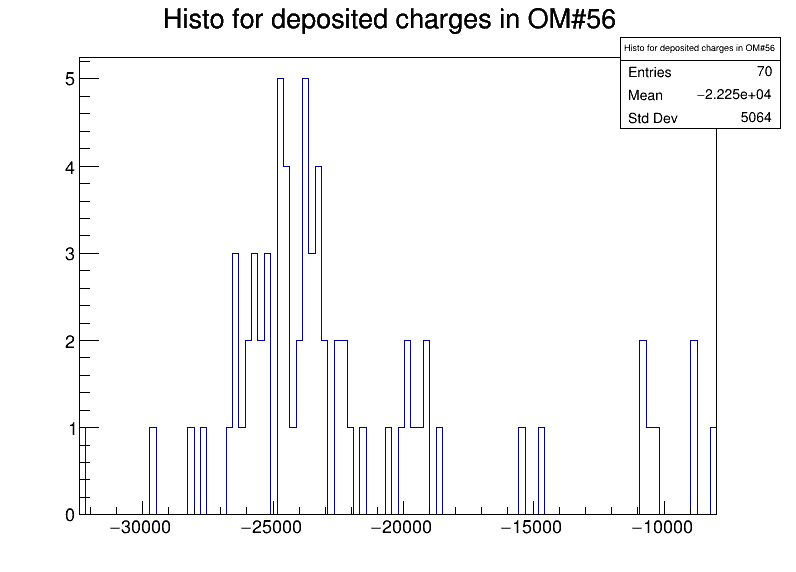 Histo for deposited charges in OM#56
Histo for deposited charges in OM#56
Entries 70
Mean −2.225e+04
Std Dev 5064
5
4
3
2
1
0
−30000 −25000 −20000 −15000 −10000